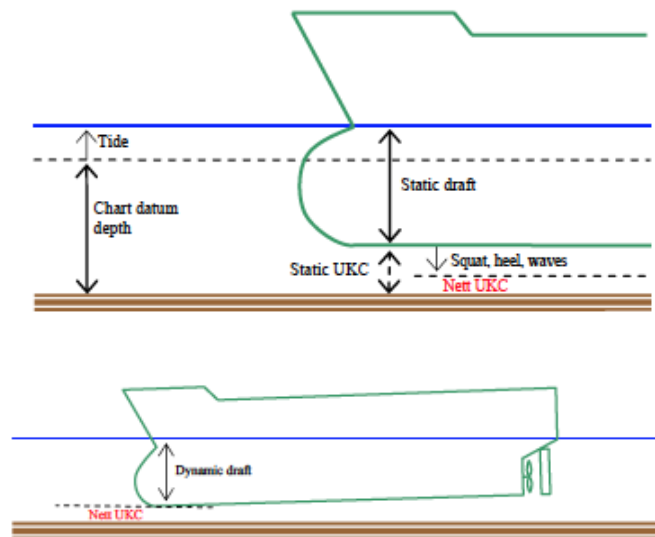 Tide
Static draft
Chart datum
depth
Static UKC
Squat, heel, waves
Nett UKC
Dynamic draft
Nett UKC